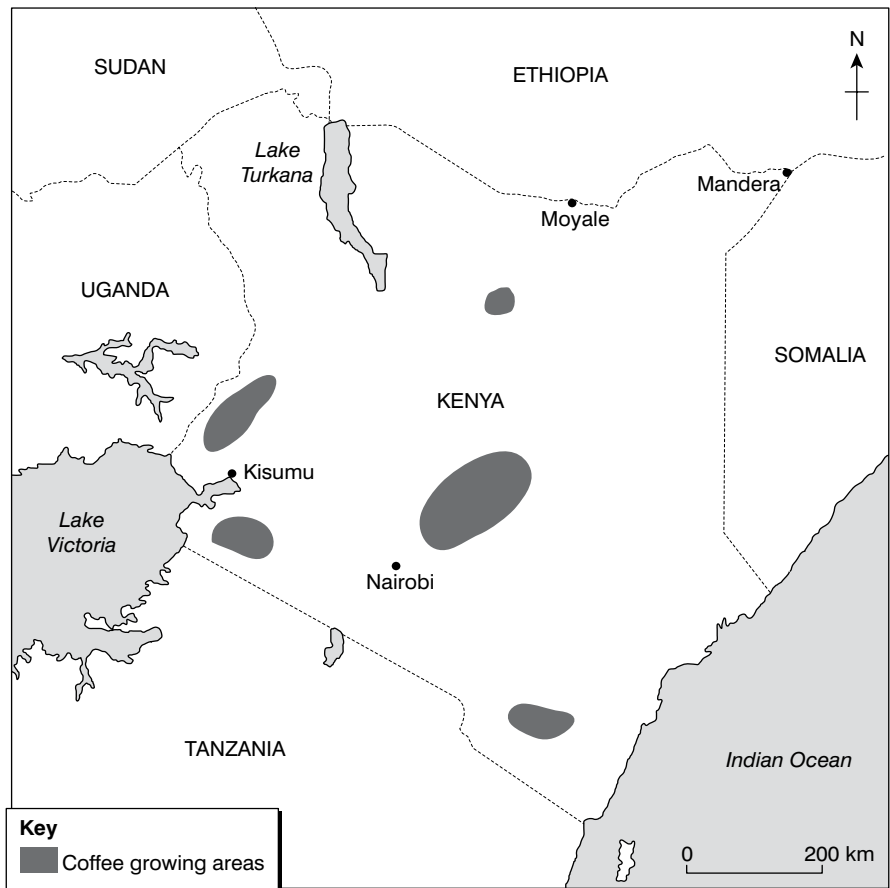 SUDAN
ETHIOPIA
N
Lake
Turkana
Mandera
Moyale
UGANDA
SOMALIA
KENYA
Kisumu
Lake
Victoria
Nairobi
TANZANIA
Indian Ocean
Key
Coffee growing areas
0 200 km